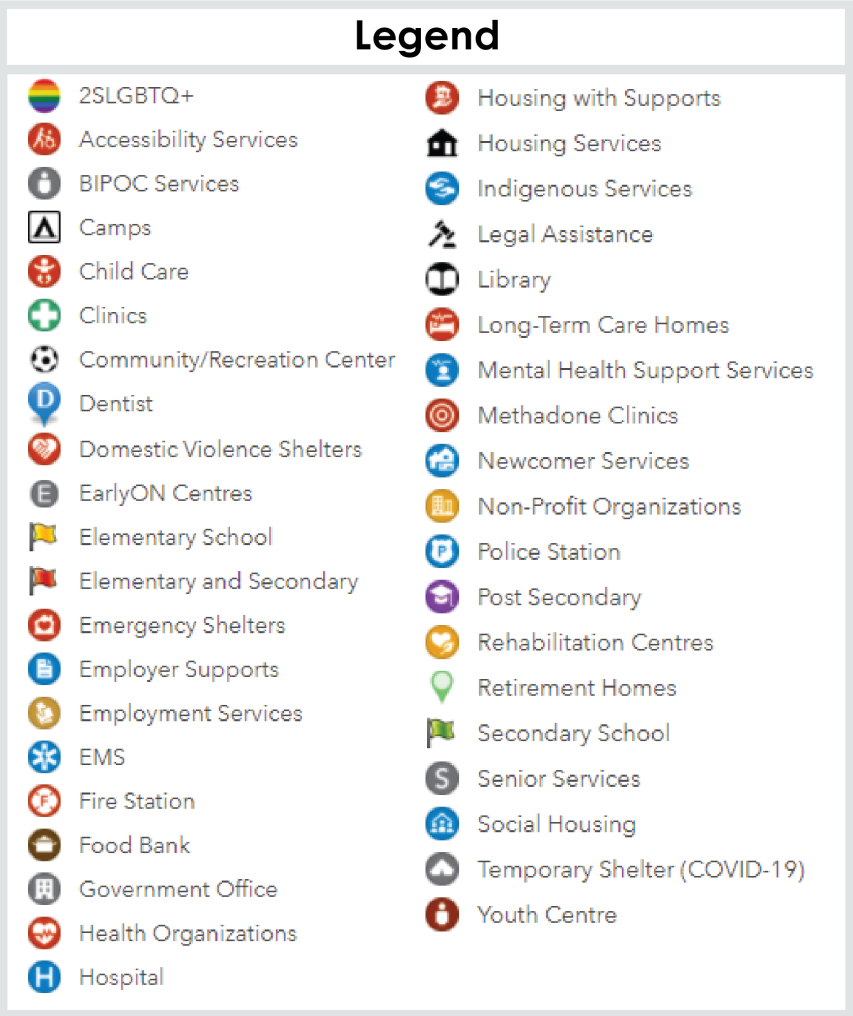 Legend
2SLGBTQ+
Accessibility Services
BIPOC Services
Camps
Child Care
Clinics
Community/Recreation Center
D
Dentist
Domestic Violence Shelters
E
EarlyON Centres
Elementary School
Elementary and Secondary
Emergency Shelters
Employer Supports
Employment Services
EMS
F
Fire Station
Food Bank
Government Office
Health Organizations
H
Hospital
Housing with Supports
Housing Services
Indigenous Services
Legal Assistance
Library
Long-Term Care Homes
Mental Health Support Services
Methadone Clinics
Newcomer Services
Non-Profit Organizations
P
Police Station
Post Secondary
Rehabilitation Centres
Retirement Homes
Secondary School
S
Senior Services
Social Housing
Temporary Shelter (COVID-19)
Youth Centre